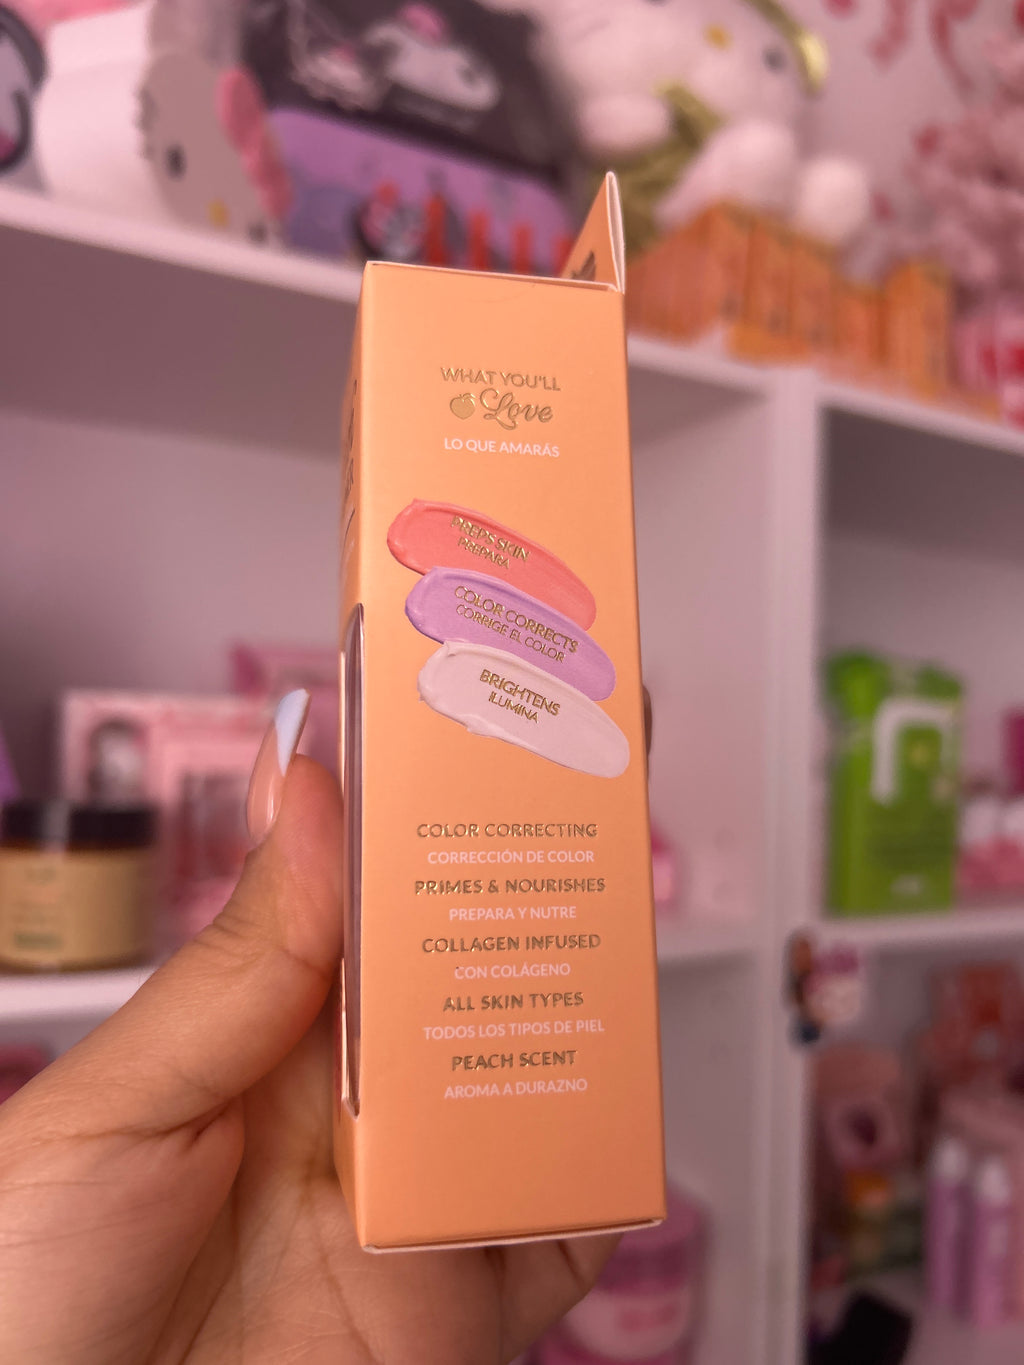 WHAT YOU'LL
Love
LO QUE AMARÁS
PREPS SKIN
PREPARA
COLOR CORRECTS
CORRIGE EL COLOR
BRIGHTENS
ILUMINA
COLOR CORRECTING
CORRECCIÓN DE COLOR
PRIMES & NOURISHES
PREPARA Y NUTRE
COLLAGEN INFUSED
CON COLÁGENO
ALL SKIN TYPES
TODOS LOS TIPOS DE PIEL
PEACH SCENT
AROMA A DURAZNO